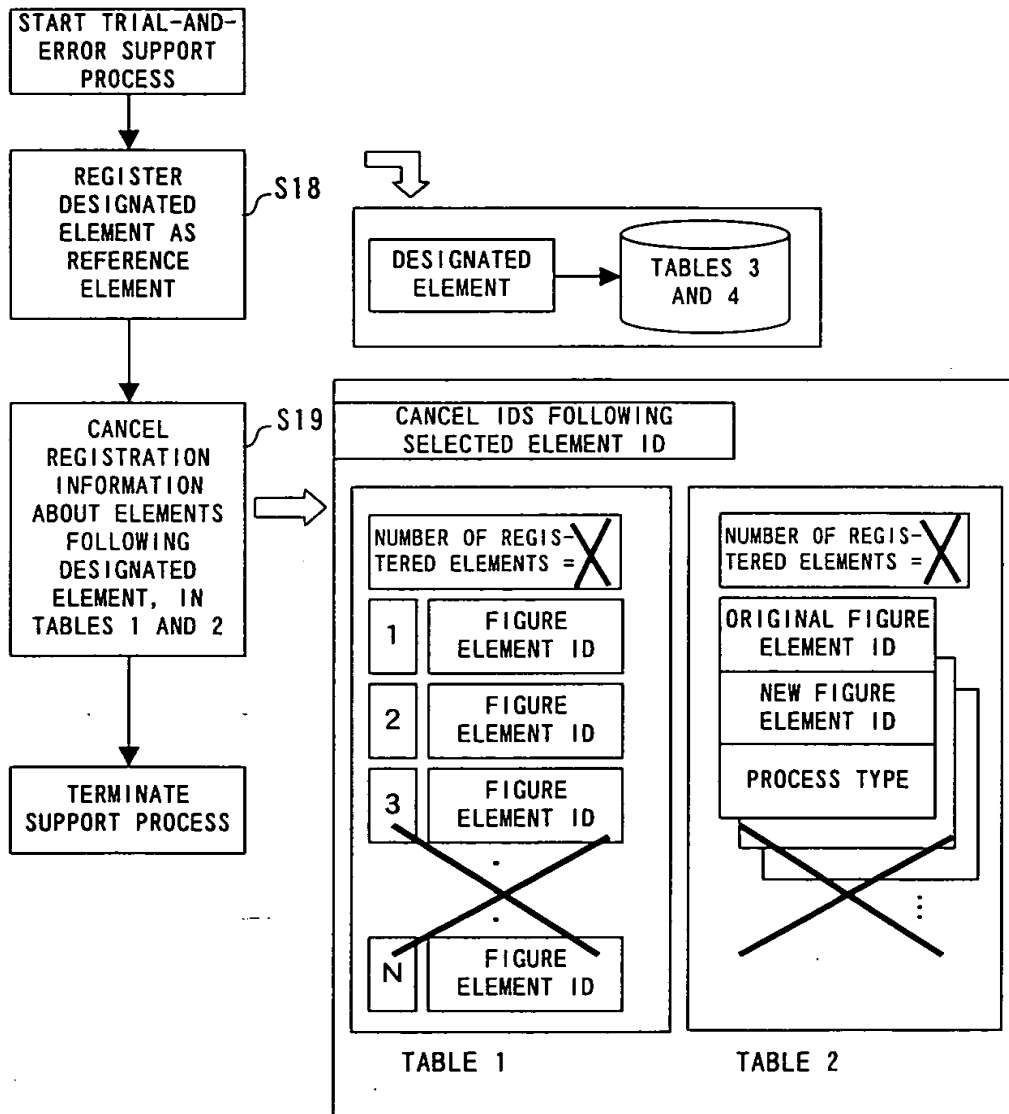 START TRIAL-AND-
ERROR SUPPORT
PROCESS
REGISTER
DESIGNATED
ELEMENT AS
REFERENCE
ELEMENT
S18
DESIGNATED
ELEMENT
TABLES 3
AND 4
CANCEL
REGISTRATION
INFORMATION
ABOUT ELEMENTS
FOLLOWING
DESIGNATED
ELEMENT, IN
TABLES 1 AND 2
S19
TERMINATE
SUPPORT PROCESS
CANCEL IDS FOLLOWING
SELECTED ELEMENT ID
NUMBER OF REGIS-
TERED ELEMENTS =
1
FIGURE
ELEMENT ID
2
FIGURE
ELEMENT ID
3
FIGURE
ELEMENT ID
N
FIGURE
ELEMENT ID
TABLE 1
NUMBER OF REGIS-
TERED ELEMENTS =
ORIGINAL FIGURE
ELEMENT ID
NEW FIGURE
ELEMENT ID
PROCESS TYPE
TABLE 2